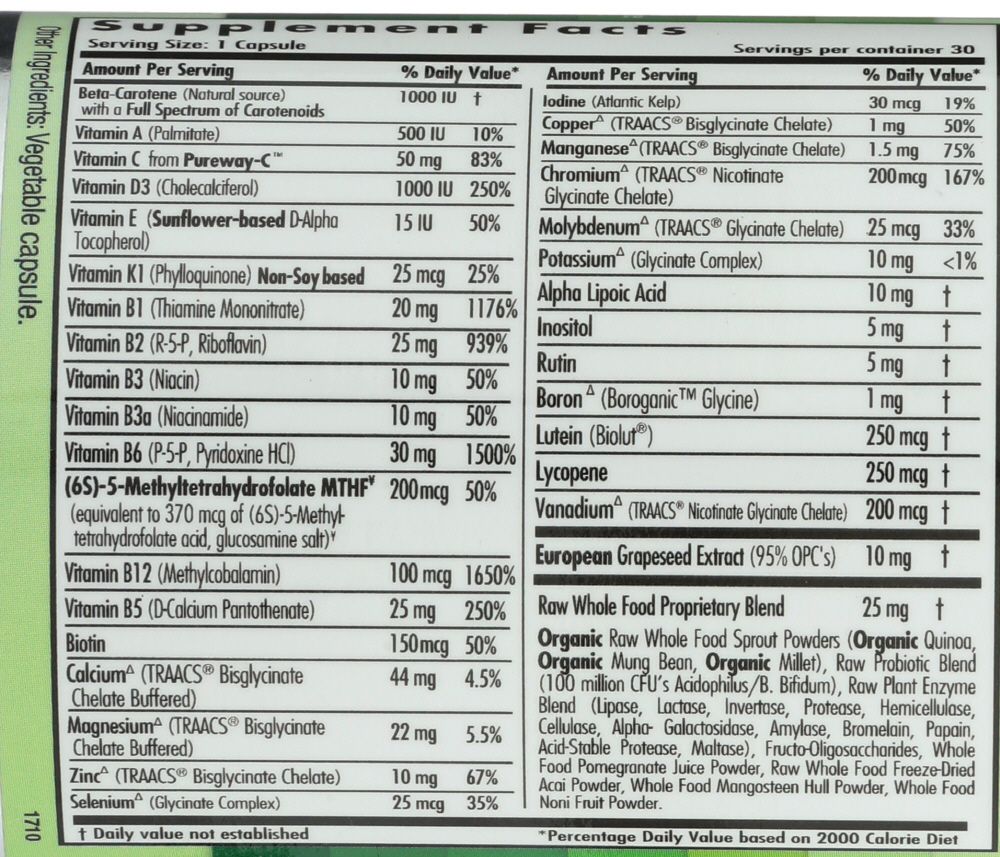 Supplement Facts
Serving Size: 1 Capsule
Servings per container 30
Amount Per Serving % Daily Value*
Beta-Carotene (Natural source) 1000 IU †
with a Full Spectrum of Carotenoids
Vitamin A (Palmitate) 500 IU 10%
Vitamin C from Pureway-C™ 50 mg 83%
Vitamin D3 (Cholecalciferol) 1000 IU 250%
Vitamin E (Sunflower-based D-Alpha 15 IU 50%
Tocopherol)
Vitamin K1 (Phylloquinone) Non-Soy based 25 mcg 25%
Vitamin B1 (Thiamine Mononitrate) 20 mg 1176%
Vitamin B2 (R-5-P, Riboflavin) 25 mg 939%
Vitamin B3 (Niacin) 10 mg 50%
Vitamin B3a (Niacinamide) 10 mg 50%
Vitamin B6 (P-5-P, Pyridoxine HCl) 30 mg 1500%
(6S)-5-Methyltetrahydrofolate MTHF¥ 200mcg 50%
(equivalent to 370 mcg of (6S)-5-Methyl-
tetrahydrofolate acid, glucosamine salt)¥
Vitamin B12 (Methylcobalamin) 100 mcg 1650%
Vitamin B5 (D-Calcium Pantothenate) 25 mg 250%
Biotin 150mcg 50%
Calcium∆ (TRAACS® Bisglycinate 44 mg 4.5%
Chelate Buffered)
Magnesium∆ (TRAACS® Bisglycinate 22 mg 5.5%
Chelate Buffered)
Zinc∆ (TRAACS® Bisglycinate Chelate) 10 mg 67%
Selenium∆ (Glycinate Complex) 25 mcg 35%
† Daily value not established
Amount Per Serving % Daily Value*
Iodine (Atlantic Kelp) 30 mcg 19%
Copper∆ (TRAACS® Bisglycinate Chelate) 1 mg 50%
Manganese∆ (TRAACS® Bisglycinate Chelate) 1.5 mg 75%
Chromium∆ (TRAACS® Nicotinate 200mcg 167%
Glycinate Chelate)
Molybdenum∆ (TRAACS® Glycinate Chelate) 25 mcg 33%
Potassium∆ (Glycinate Complex) 10 mg <1%
Alpha Lipoic Acid 10 mg †
Inositol 5 mg †
Rutin 5 mg †
Boron ∆ (Boroganic™ Glycine) 1 mg †
Lutein (Biolut®) 250 mcg †
Lycopene 250 mcg †
Vanadium∆ (TRAACS® Nicotinate Glycinate Chelate) 200 mcg †
European Grapeseed Extract (95% OPC's) 10 mg †
Raw Whole Food Proprietary Blend 25 mg †
Organic Raw Whole Food Sprout Powders (Organic Quinoa,
Organic Mung Bean, Organic Millet), Raw Probiotic Blend
(100 million CFU's Acidophilus/B. Bifidum), Raw Plant Enzyme
Blend (Lipase, Lactase, Invertase, Protease, Hemicellulase,
Cellulase, Alpha- Galactosidase, Amylase, Bromelain, Papain,
Acid-Stable Protease, Maltase), Fructo-Oligosaccharides, Whole
Food Pomegranate Juice Powder, Raw Whole Food Freeze-Dried
Acai Powder, Whole Food Mangosteen Hull Powder, Whole Food
Noni Fruit Powder.
*Percentage Daily Value based on 2000 Calorie Diet
Other Ingredients: Vegetable capsule.
1710